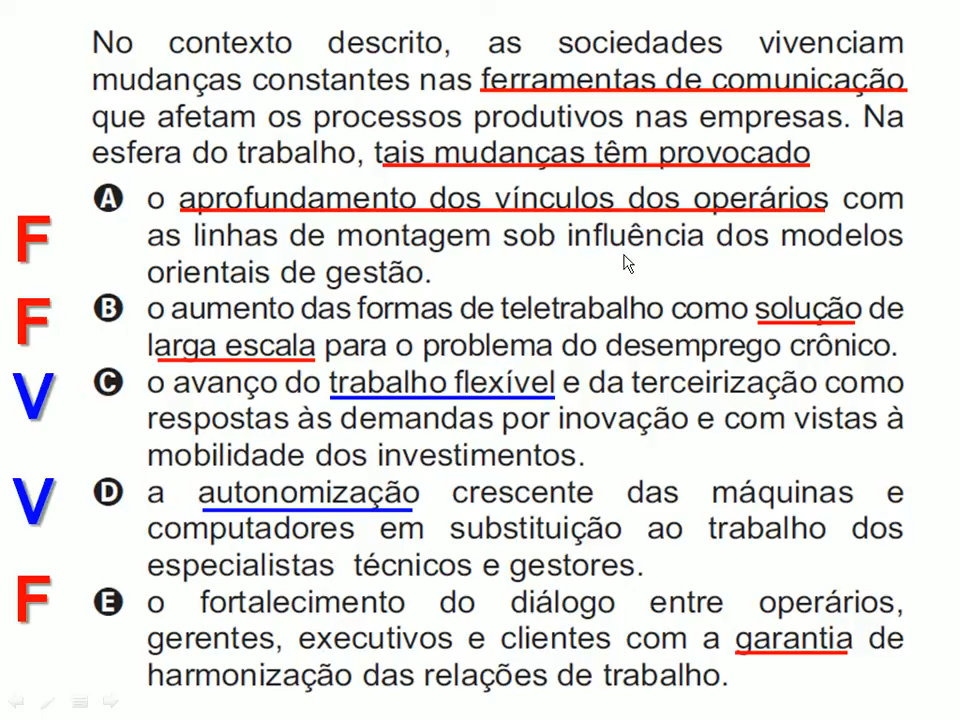 No contexto descrito, as sociedades vivenciam
mudanças constantes nas ferramentas de comunicação
que afetam os processos produtivos nas empresas. Na
esfera do trabalho, tais mudanças têm provocado
F
A o aprofundamento dos vínculos dos operários com
as linhas de montagem sob influência dos modelos
orientais de gestão.
F
B o aumento das formas de teletrabalho como solução de
larga escala para o problema do desemprego crônico.
V
C o avanço do trabalho flexível e da terceirização como
respostas às demandas por inovação e com vistas à
mobilidade dos investimentos.
V
D a autonomização crescente das máquinas e
computadores em substituição ao trabalho dos
especialistas técnicos e gestores.
F
E o fortalecimento do diálogo entre operários,
gerentes, executivos e clientes com a garantia de
harmonização das relações de trabalho.